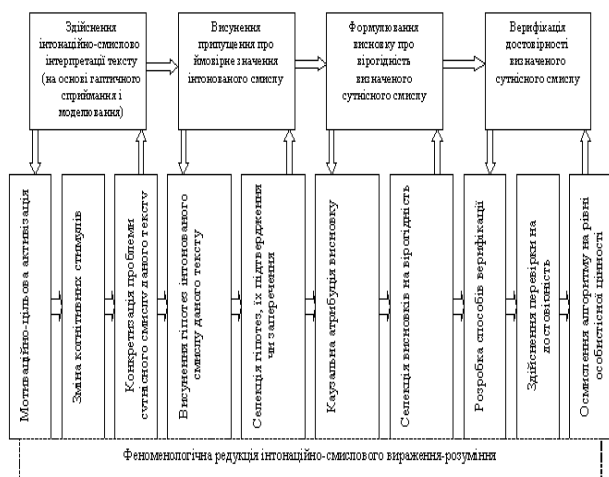 Здійснення
інтонаційно-смислово
інтерпретації тексту
(на основі гаптичного
сприймання і
моделювання)
Висунення
припущення про
ймовірне значення
інтонованого смислу
Формулювання
висновку про
вірогідність
визначеного
сутнісного смислу
Верифікація
достовірності
визначеного
сутнісного смислу
Мотиваційно-цільова активізація
Зміна когнітивних стимулів
Конкретизація проблеми
сутнісного смислу даного тексту
Висунення гіпотез інтонованого
смислу даного тексту
Селекція гіпотез, їх підтвердження
чи заперечення
Каузальна атрибуція висновку
Селекція висновків на вірогідність
Розробка способів верифікації
Здійснення перевірки на
достовірність
Осмислення алгоритму на рівні
особистісної цінності
Феноменологічна редукція інтонаційно-смислового вираження-розуміння